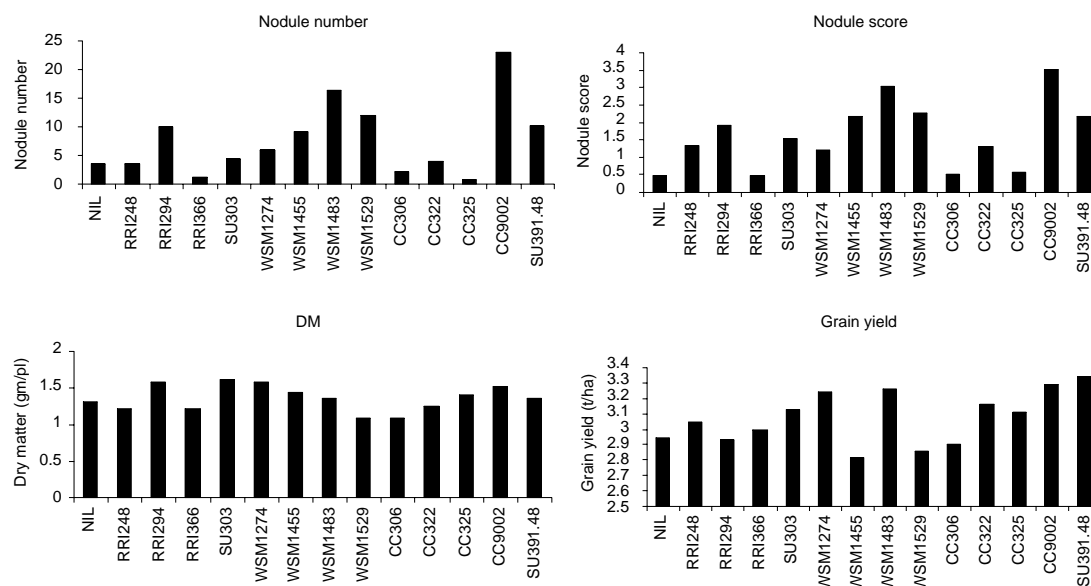 Nodule number
Nodule number
25
20
15
10
5
0
NIL
RRI248
RRI294
RRI366
SU303
WSM1274
WSM1455
WSM1483
WSM1529
CC306
CC322
CC325
CC9002
SU391.48
Nodule score
Nodule score
4
3.5
3
2.5
2
1.5
1
0.5
0
NIL
RRI248
RRI294
RRI366
SU303
WSM1274
WSM1455
WSM1483
WSM1529
CC306
CC322
CC325
CC9002
SU391.48
DM
Dry matter (gm/pl)
2
1.5
1
0.5
0
NIL
RRI248
RRI294
RRI366
SU303
WSM1274
WSM1455
WSM1483
WSM1529
CC306
CC322
CC325
CC9002
SU391.48
Grain yield
Grain yield (t/ha)
3.4
3.3
3.2
3.1
3
2.9
2.8
2.7
2.6
2.5
NIL
RRI248
RRI294
RRI366
SU303
WSM1274
WSM1455
WSM1483
WSM1529
CC306
CC322
CC325
CC9002
SU391.48